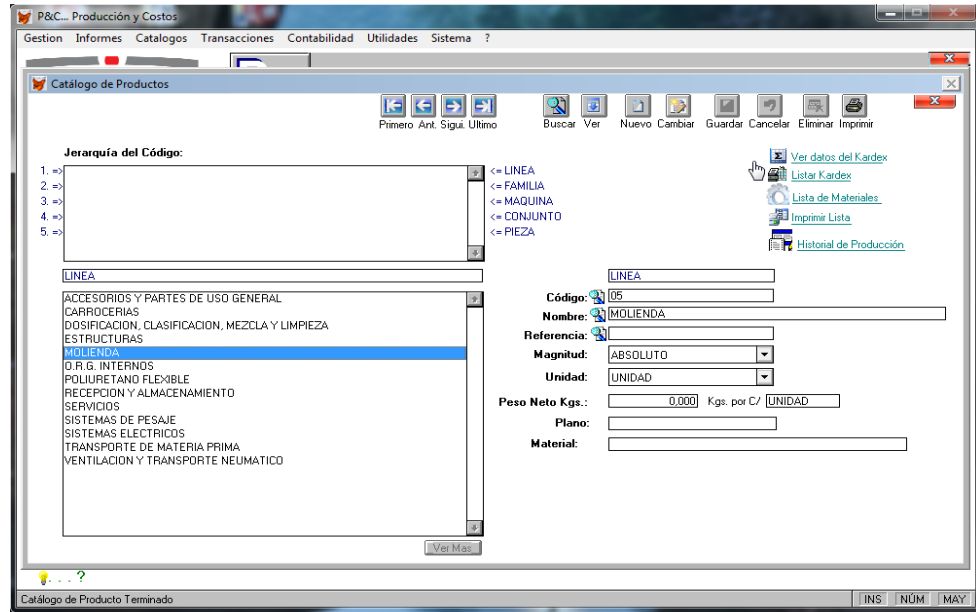 P&C... Producción y Costos
Gestion Informes Catalogos Transacciones Contabilidad Utilidades Sistema ?
Catálogo de Productos
Primero Ant. Sigui. Ultimo Buscar Ver Nuevo Cambiar Guardar Cancelar Eliminar Imprimir
Jerarquía del Código:
1. =>
2. =>
3. =>
4. =>
5. =>
<= LINEA
<= FAMILIA
<= MAQUINA
<= CONJUNTO
<= PIEZA
Ver datos del Kardex
Listar Kardex
Lista de Materiales
Imprimir Lista
Historial de Producción
LINEA
ACCESORIOS Y PARTES DE USO GENERAL
CARROCERIAS
DOSIFICACION, CLASIFICACION, MEZCLA Y LIMPIEZA
ESTRUCTURAS
MOLIENDA
O.R.G. INTERNOS
POLIURETANO FLEXIBLE
RECEPCION Y ALMACENAMIENTO
SERVICIOS
SISTEMAS DE PESAJE
SISTEMAS ELECTRICOS
TRANSPORTE DE MATERIA PRIMA
VENTILACION Y TRANSPORTE NEUMATICO
Ver Mas
LINEA
Código: 05
Nombre: MOLIENDA
Referencia:
Magnitud: ABSOLUTO
Unidad: UNIDAD
Peso Neto Kgs.: 0,000 Kgs. por C/ UNIDAD
Plano:
Material:
. . . ?
Catálogo de Producto Terminado INS NÚM MAY